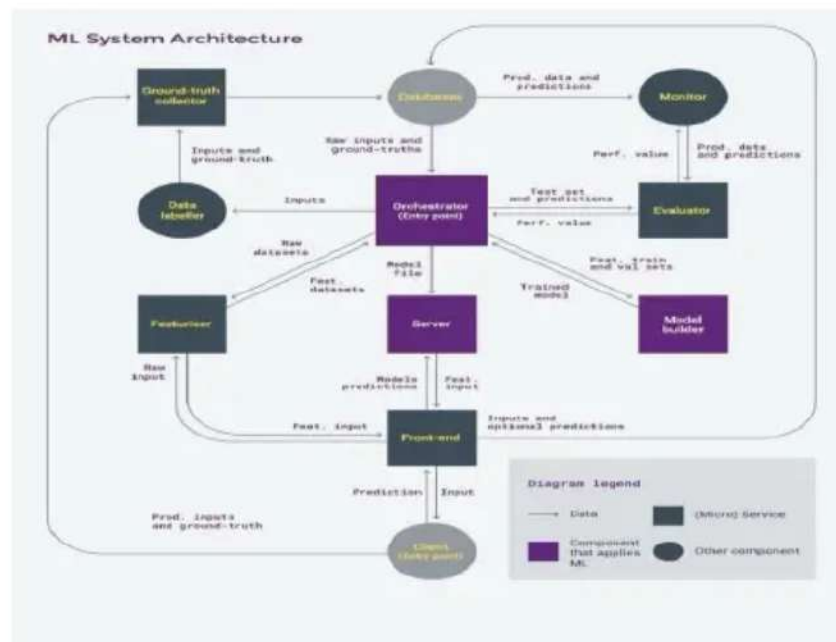 ML System Architecture
Ground-truth
collector
Databases
Prod. data and
predictions
Monitor
Inputs and
ground-truth
Raw inputs and
ground-truths
Perf. value
Prod. data
and predictions
Data
labeller
Inputs
Orchestrator
(Entry point)
Test set
and predictions
Perf. value
Evaluator
Raw
datasets
Feat.
datasets
Model
file
Feat. train
and val sets
Trained
model
Featuriser
Server
Model
builder
Raw
input
Models
predictions
Feat.
input
Feat. input
Front-end
Inputs and
optional predictions
Prediction
Input
Prod. inputs
and ground-truth
Client
(Entry point)
Diagram legend
Data
(Micro) Service
Component
that applies
ML
Other component